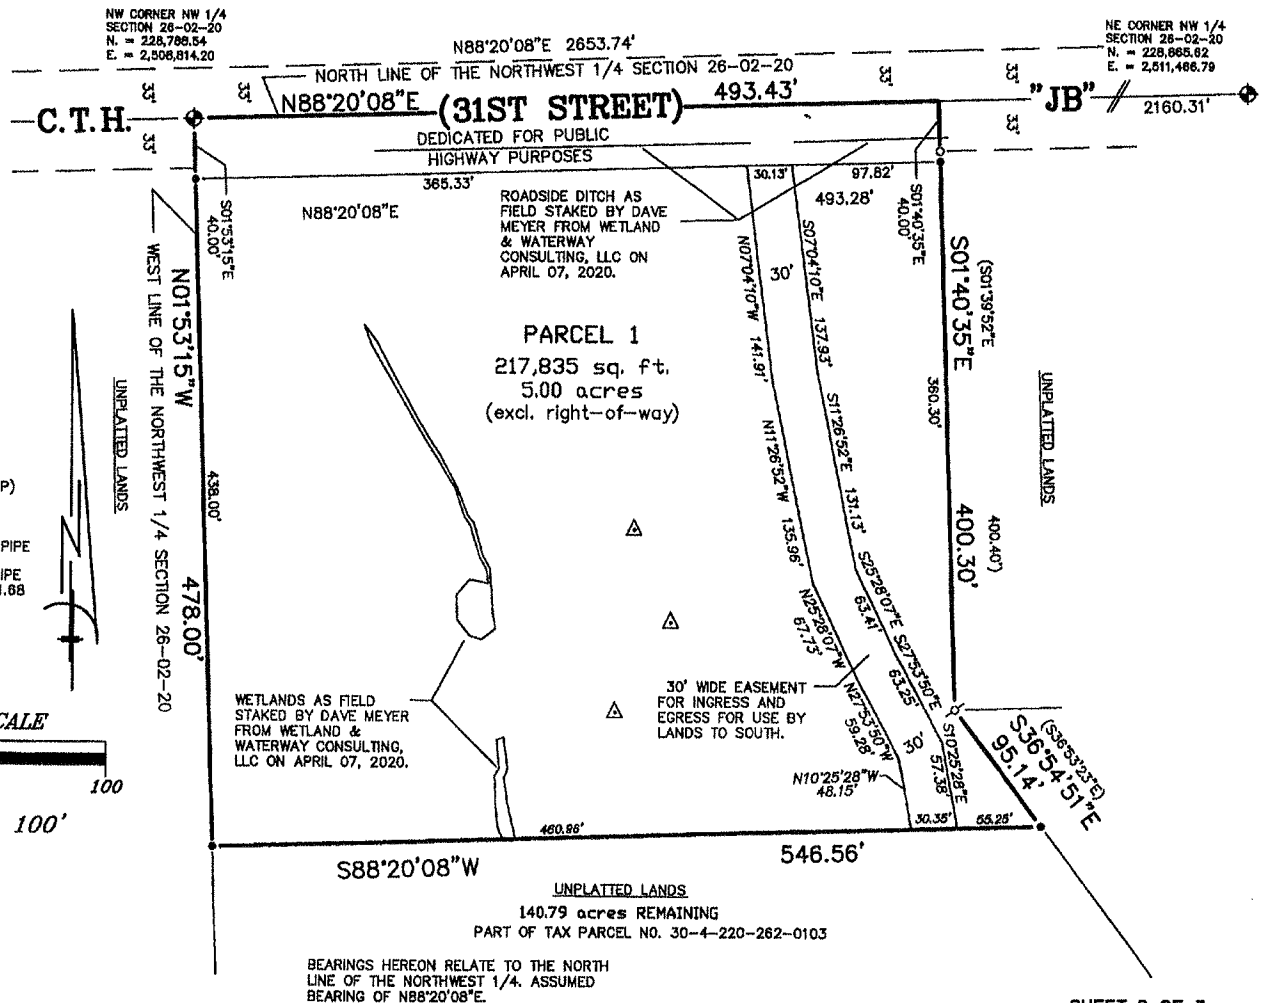 NW CORNER NW 1/4
SECTION 26-02-20
N. = 228,788.54
E. = 2,508,814.20
NE CORNER NW 1/4
SECTION 26-02-20
N. = 228,865.62
E. = 2,511,466.79
N88°20'08"E 2653.74'
NORTH LINE OF THE NORTHWEST 1/4 SECTION 26-02-20
33'
33'
33'
33'
33'
33'
C.T.H.
N88°20'08"E
(31ST STREET)
493.43'
"JB"
2160.31'
DEDICATED FOR PUBLIC
HIGHWAY PURPOSES
365.33'
30.13'
97.82'
493.28'
N88°20'08"E
S01°53'15"E
40.00'
S01°40'35"E
40.00'
ROADSIDE DITCH AS
FIELD STAKED BY DAVE
MEYER FROM WETLAND
& WATERWAY
CONSULTING, LLC ON
APRIL 07, 2020.
N01°53'15"W
478.00'
438.00'
WEST LINE OF THE NORTHWEST 1/4 SECTION 26-02-20
UNPLATTED LANDS
PARCEL 1
217,835 sq. ft.
5.00 acres
(excl. right-of-way)
30'
N07°04'10"W 141.91'
S07°04'10"E 137.93'
N11°26'52"W 135.96'
S11°26'52"E 131.13'
N25°28'07"W
67.73'
S25°28'07"E
63.41'
N27°53'50"W
59.28'
S27°53'50"E
63.25'
30'
N10°25'28"W
48.15'
S10°25'28"E
57.38'
S01°40'35"E
(S01°39'52"E
360.30'
400.30'
400.40')
UNPLATTED LANDS
(S36°53'23"E)
S36°54'51"E
95.14'
P)
PIPE
IPE
.68
30' WIDE EASEMENT
FOR INGRESS AND
EGRESS FOR USE BY
LANDS TO SOUTH.
WETLANDS AS FIELD
STAKED BY DAVE MEYER
FROM WETLAND &
WATERWAY CONSULTING,
LLC ON APRIL 07, 2020.
CALE
100
100'
460.96'
30.35'
55.25'
S88°20'08"W
546.56'
UNPLATTED LANDS
140.79 acres REMAINING
PART OF TAX PARCEL NO. 30-4-220-262-0103
BEARINGS HEREON RELATE TO THE NORTH
LINE OF THE NORTHWEST 1/4. ASSUMED
BEARING OF N88°20'08"E.